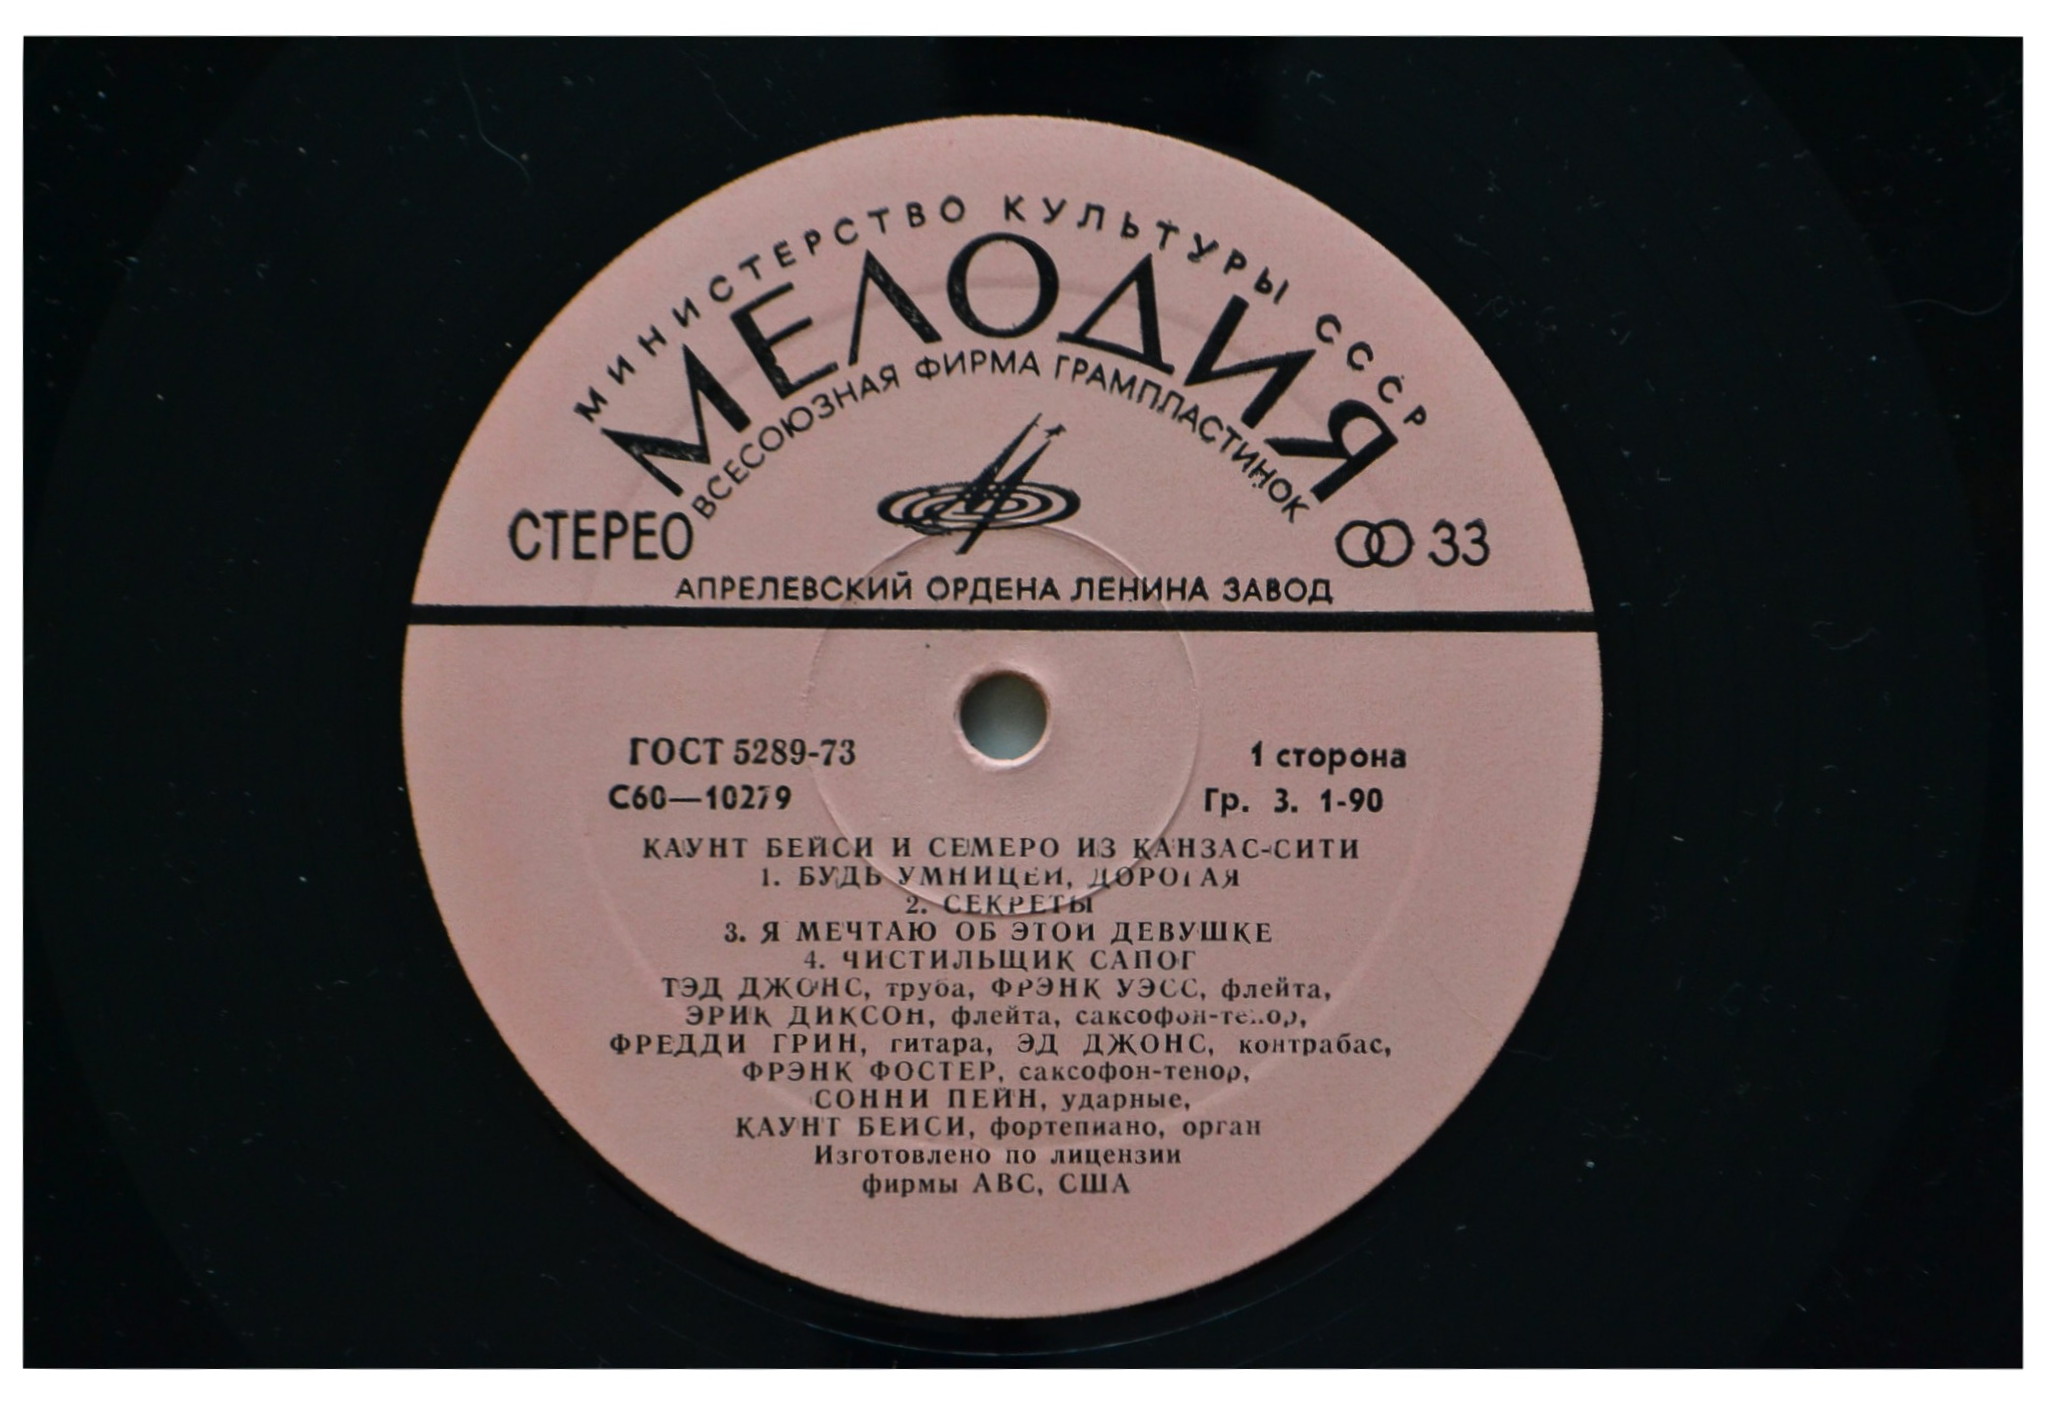 МИНИСТЕРСТВО КУЛЬТУРЫ СССР
МЕЛОДИЯ
ВСЕСОЮЗНАЯ ФИРМА ГРАМПЛАСТИНОК
СТЕРЕО
33
АПРЕЛЕВСКИЙ ОРДЕНА ЛЕНИНА ЗАВОД
ГОСТ 5289-73
1 сторона
С60—10279
Гр. 3. 1-90
КАУНТ БЕЙСИ И СЕМЕРО ИЗ КАНЗАС-СИТИ
1. БУДЬ УМНИЦЕЙ, ДОРОГАЯ
2. СЕКРЕТЫ
3. Я МЕЧТАЮ ОБ ЭТОЙ ДЕВУШКЕ
4. ЧИСТИЛЬЩИК САПОГ
ТЭД ДЖОНС, труба, ФРЭНК УЭСС, флейта,
ЭРИК ДИКСОН, флейта, саксофон-тенор,
ФРЕДДИ ГРИН, гитара, ЭД ДЖОНС, контрабас,
ФРЭНК ФОСТЕР, саксофон-тенор,
СОННИ ПЕЙН, ударные,
КАУНТ БЕЙСИ, фортепиано, орган
Изготовлено по лицензии
фирмы ABC, США